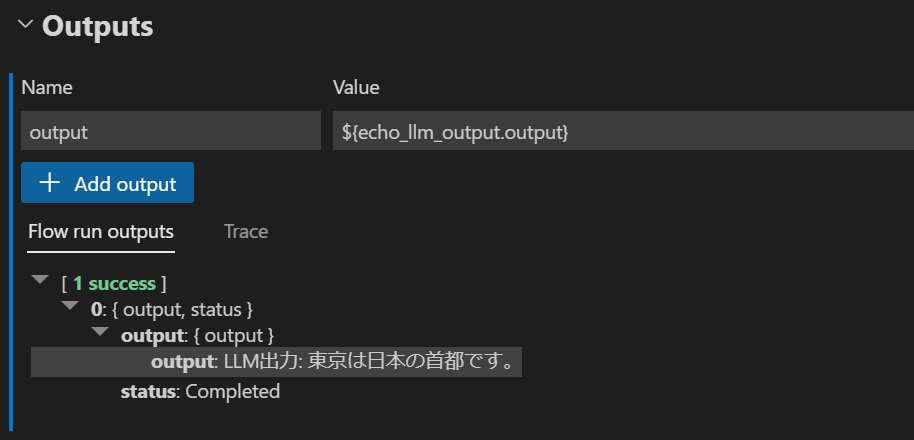 Outputs
Name Value
output ${echo_llm_output.output}
+ Add output
Flow run outputs Trace
[ 1 success ]
0: { output, status }
output: { output }
output: LLM出力: 東京は日本の首都です。
status: Completed